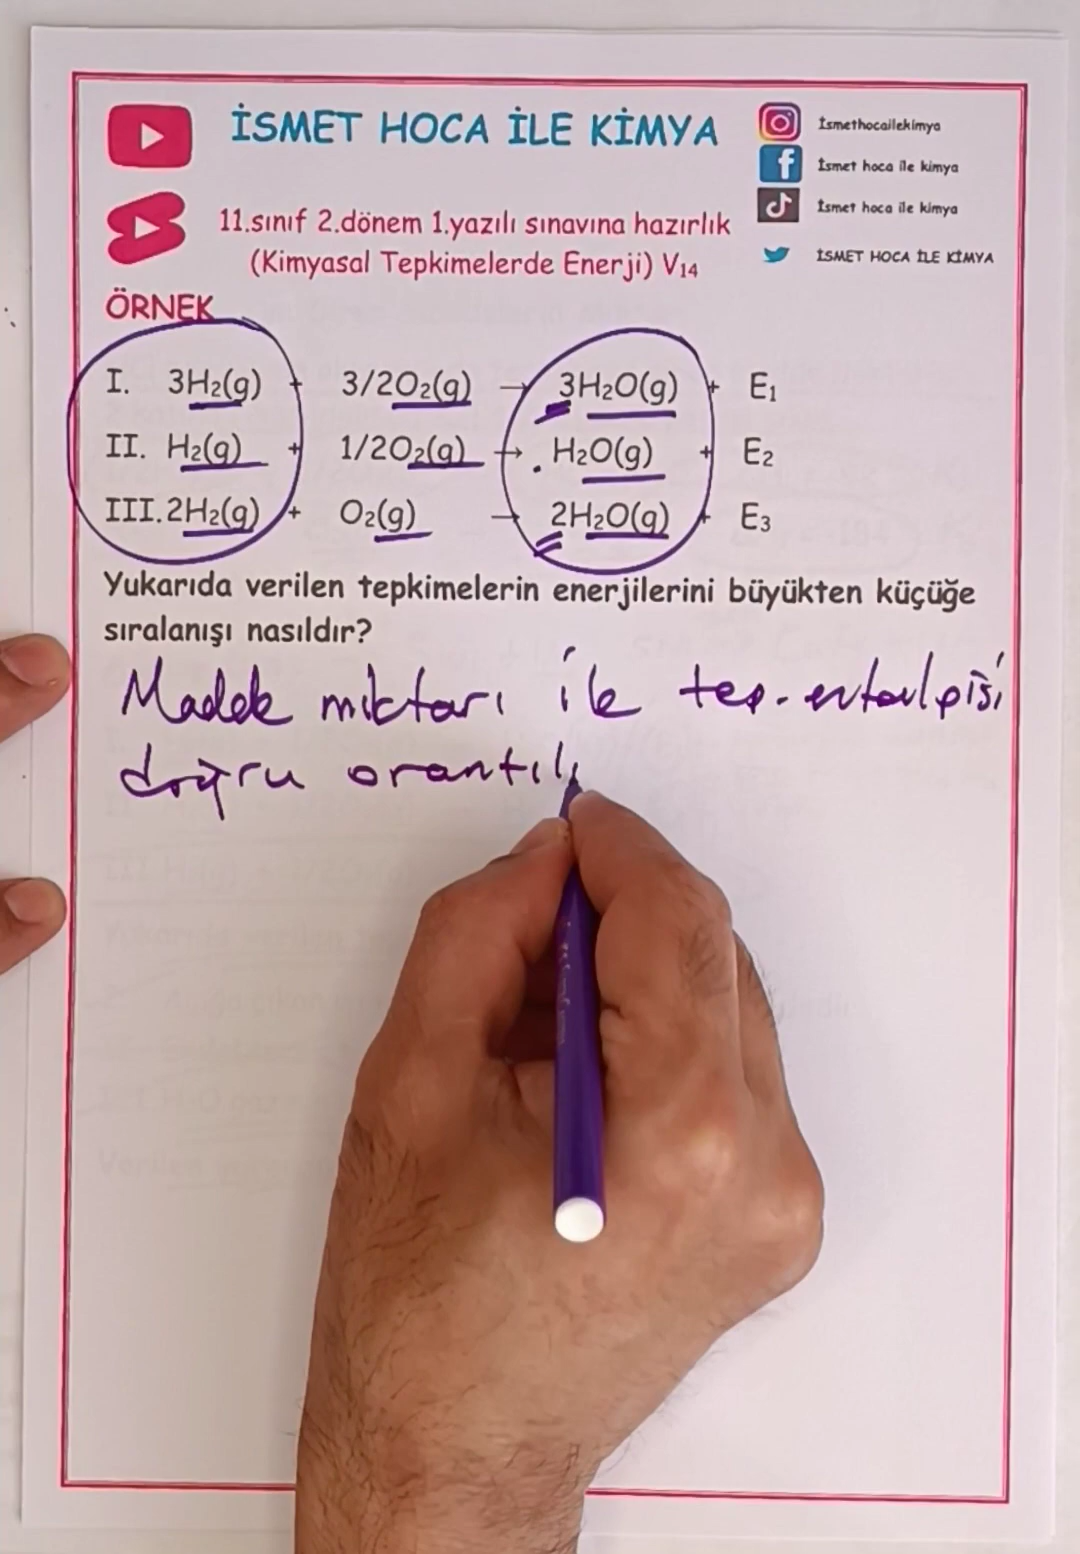 İSMET HOCA İLE KİMYA
İsmethocailekimya
İsmet hoca ile kimya
İsmet hoca ile kimya
İSMET HOCA İLE KİMYA
11.sınıf 2.dönem 1.yazılı sınavına hazırlık
(Kimyasal Tepkimelerde Enerji) V14
ÖRNEK
I. 3H₂(g) + 3/2O₂(g) → 3H₂O(g) + E₁
II. H₂(g) + 1/2O₂(g) → H₂O(g) + E₂
III. 2H₂(g) + O₂(g) → 2H₂O(g) + E₃
Yukarıda verilen tepkimelerin enerjilerini büyükten küçüğe
sıralanışı nasıldır?
Madde miktarı ile tep. entalpisi
doğru orantılı